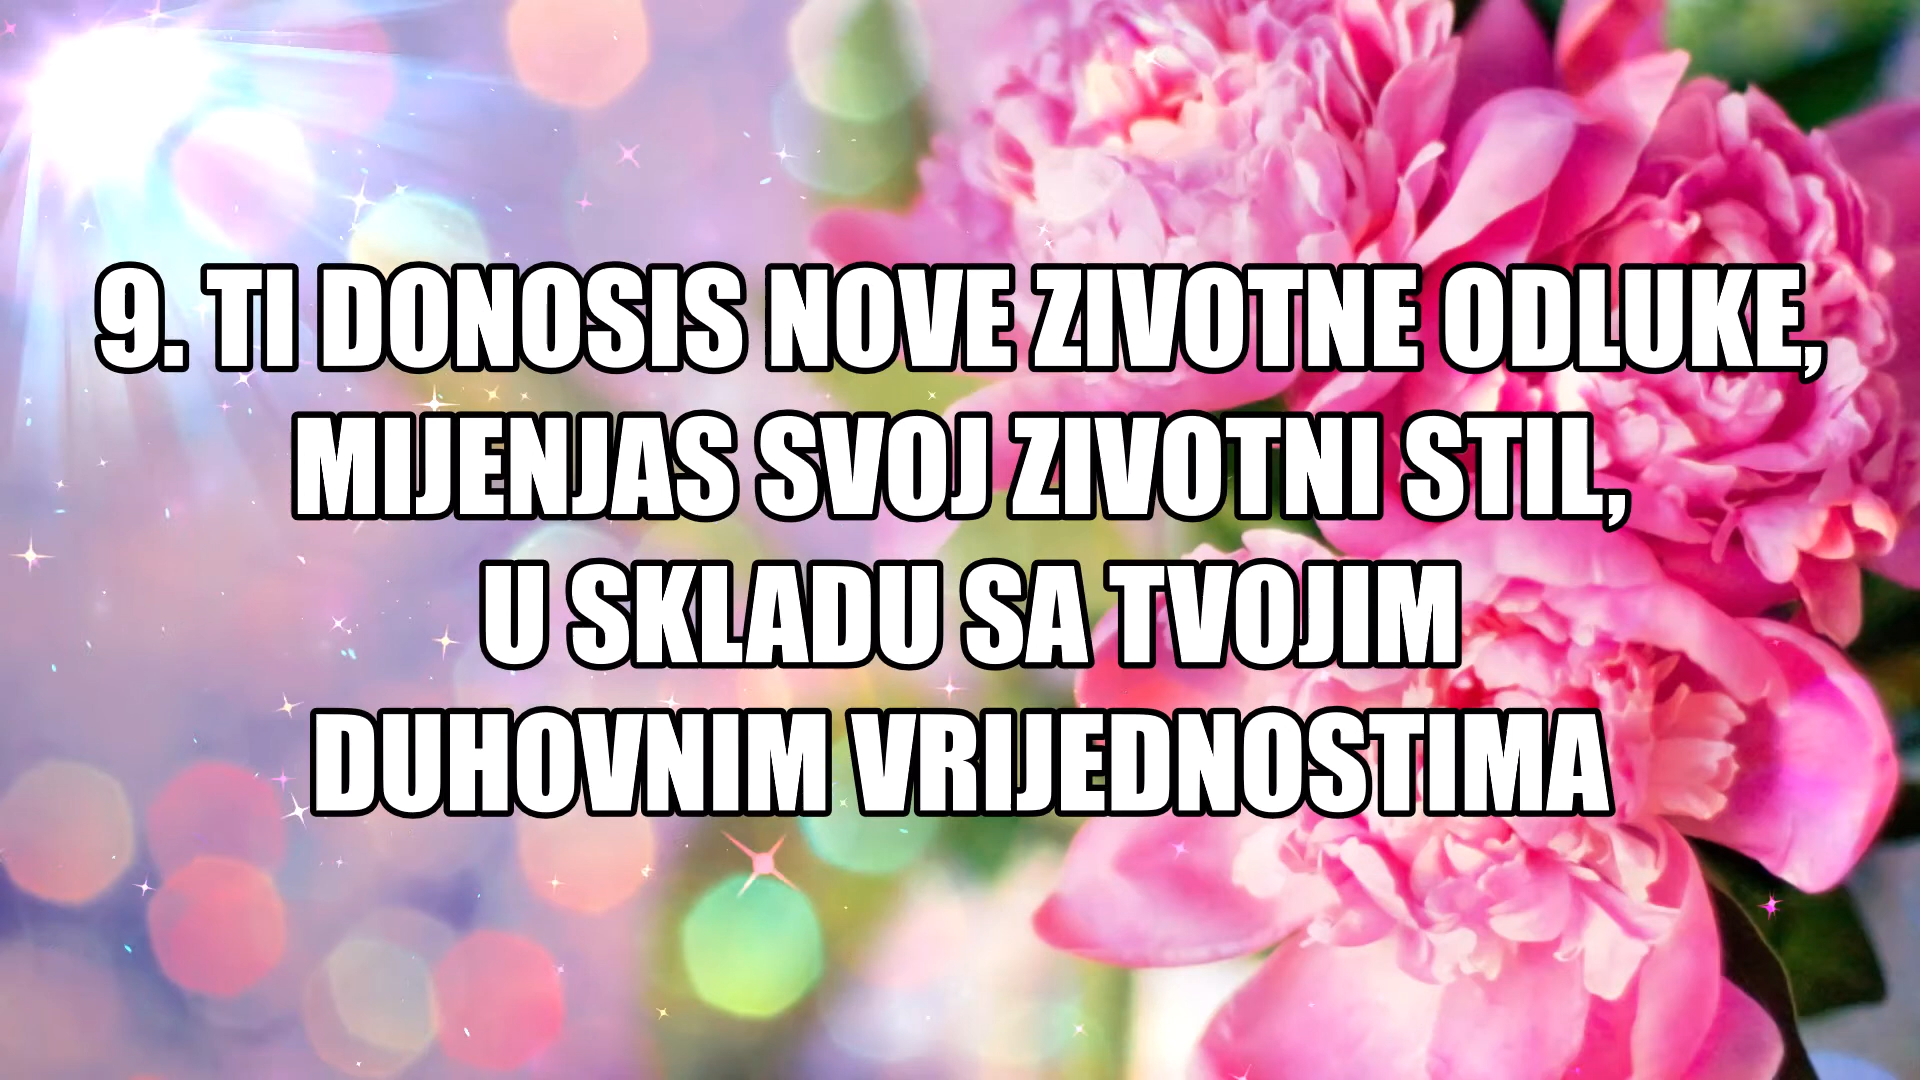 9. TI DONOSIS NOVE ZIVOTNE ODLUKE,
MIJENJAS SVOJ ZIVOTNI STIL,
U SKLADU SA TVOJIM
DUHOVNIM VRIJEDNOSTIMA